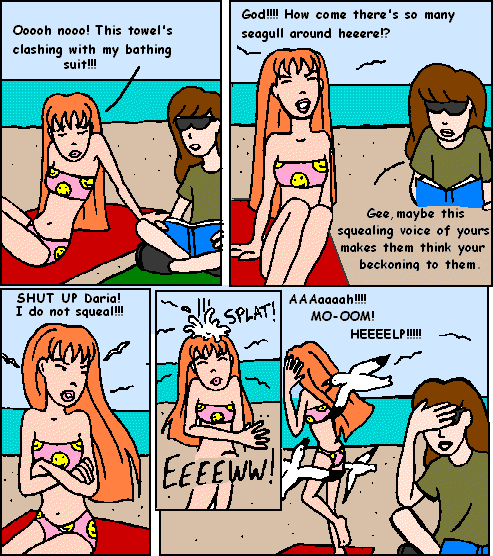 Ooooh nooo! This towel's
clashing with my bathing
suit!!!
God!!!! How come there's so many
seagull around heeere!?
Gee, maybe this
squealing voice of yours
makes them think your
beckoning to them.
SHUT UP Daria!
I do not squeal!!!
!!!
SPLAT!
EEEEWW!
AAAaaaah!!!!
MO-OOM!
HEEEELP!!!!!